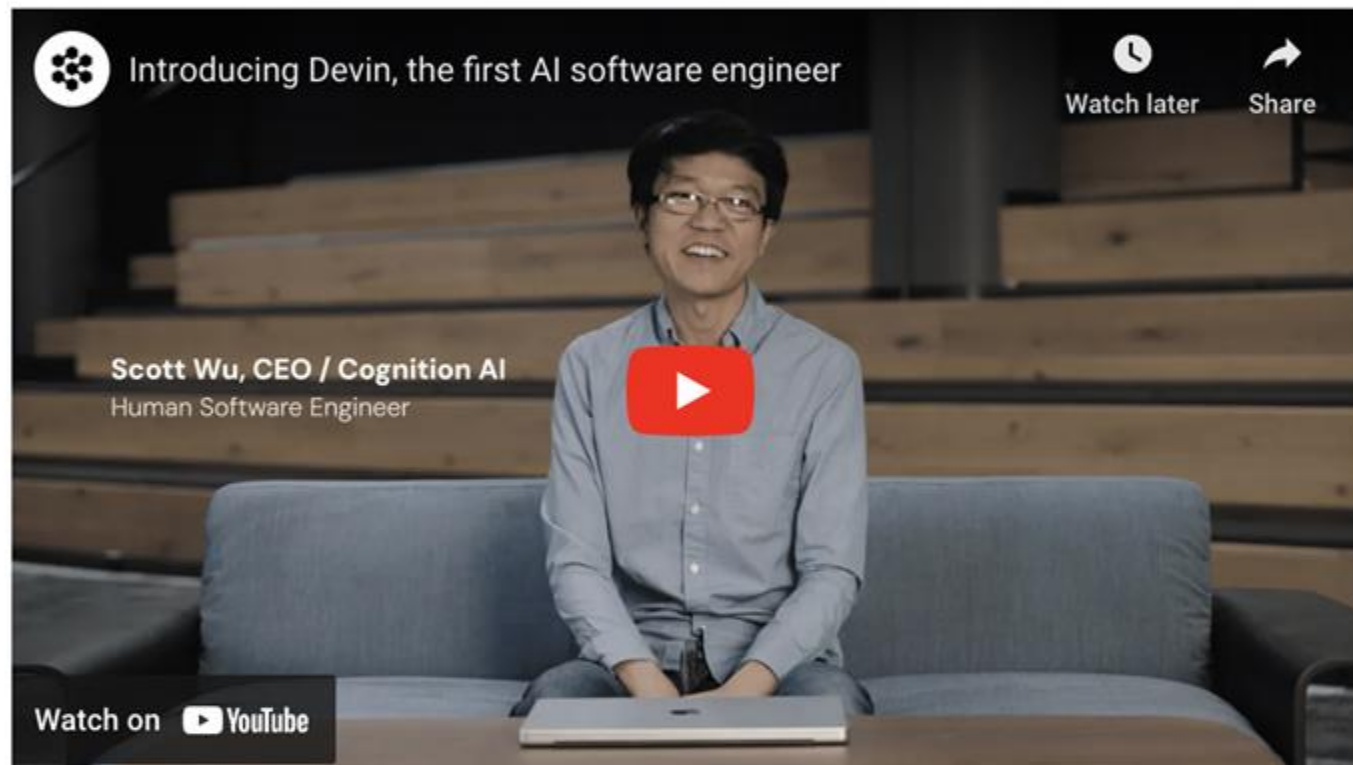 Introducing Devin, the first AI software engineer
Watch later
Share
Scott Wu, CEO / Cognition AI
Human Software Engineer
Watch on YouTube